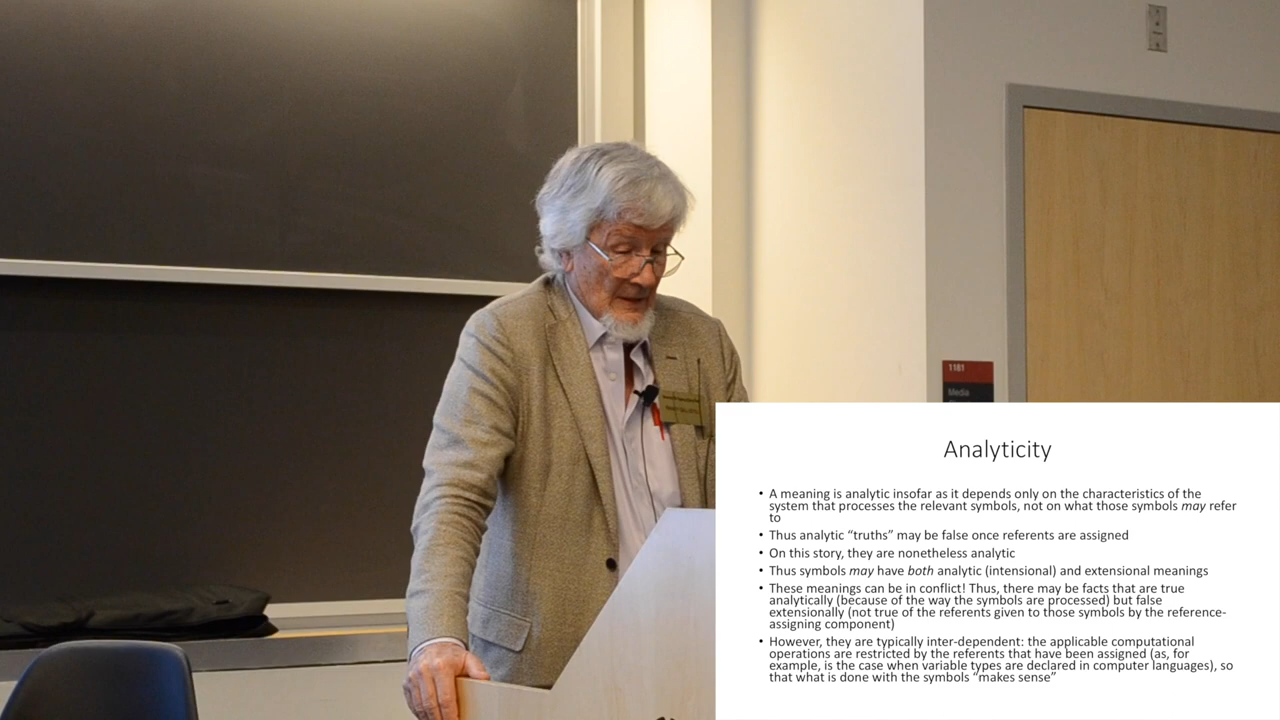 1181
Media
Analyticity
• A meaning is analytic insofar as it depends only on the characteristics of the
system that processes the relevant symbols, not on what those symbols may refer
to
• Thus analytic “truths” may be false once referents are assigned
• On this story, they are nonetheless analytic
• Thus symbols may have both analytic (intensional) and extensional meanings
• These meanings can be in conflict! Thus, there may be facts that are true
analytically (because of the way the symbols are processed) but false
extensionally (not true of the referents given to those symbols by the reference-
assigning component)
• However, they are typically inter-dependent: the applicable computational
operations are restricted by the referents that have been assigned (as, for
example, is the case when variable types are declared in computer languages), so
that what is done with the symbols “makes sense”